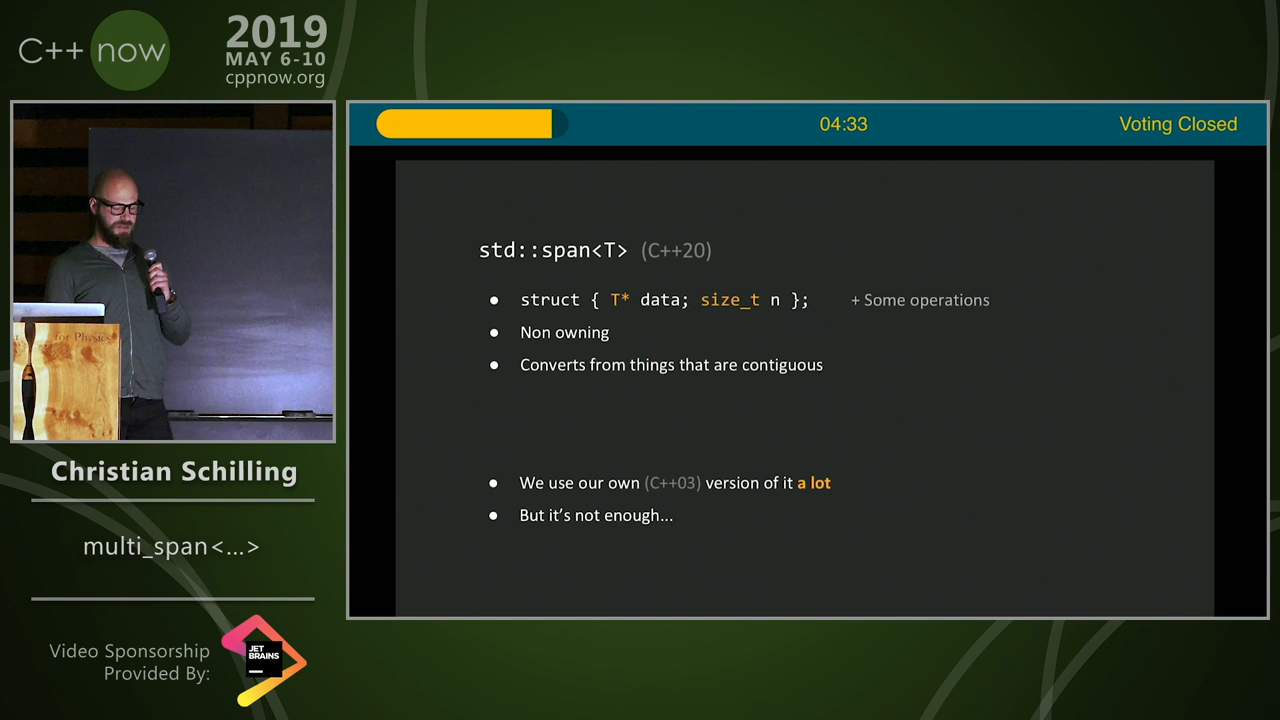 C++ now
2019
MAY 6-10
cppnow.org
04:33
Voting Closed
std::span<T> (C++20)
struct { T* data; size_t n }; + Some operations
Non owning
Converts from things that are contiguous
We use our own (C++03) version of it a lot
But it’s not enough...
for Physics
Christian Schilling
multi_span<...>
Video Sponsorship
Provided By:
JET
BRAINS